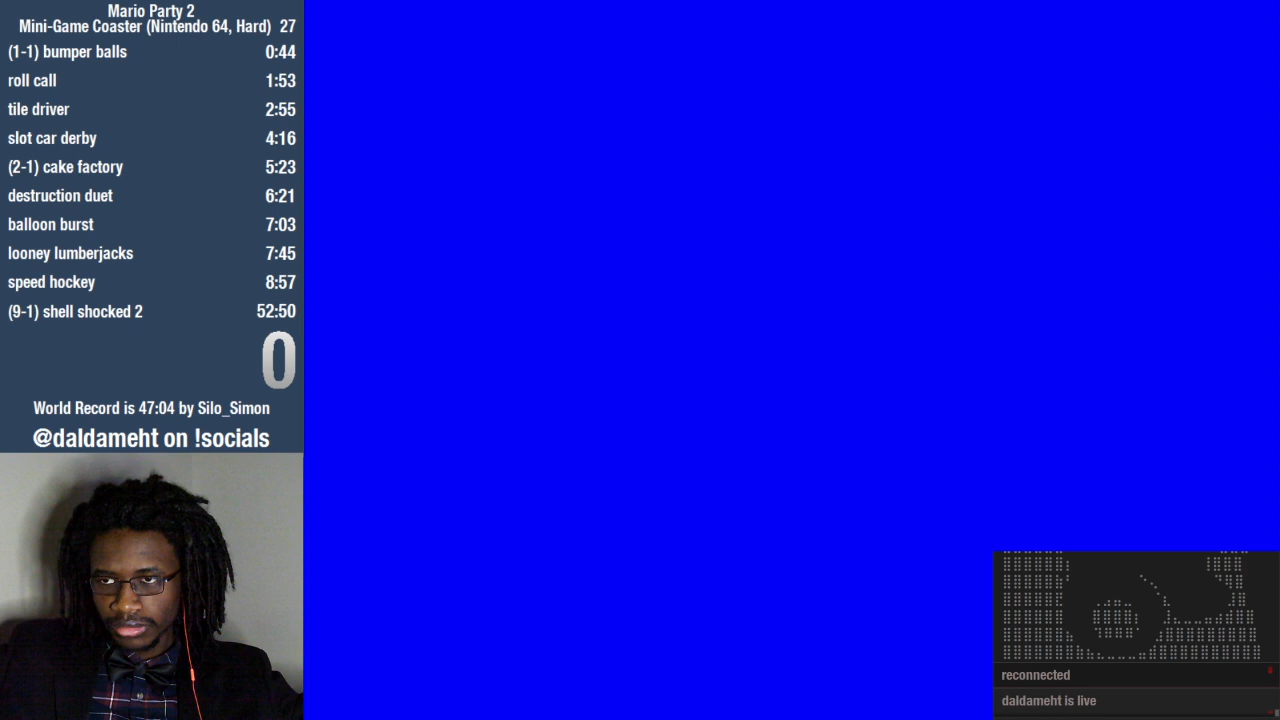 Mario Party 2
Mini-Game Coaster (Nintendo 64, Hard) 27
(1-1) bumper balls 0:44
roll call 1:53
tile driver 2:55
slot car derby 4:16
(2-1) cake factory 5:23
destruction duet 6:21
balloon burst 7:03
looney lumberjacks 7:45
speed hockey 8:57
(9-1) shell shocked 2 52:50
0
World Record is 47:04 by Silo_Simon
@daldameht on !socials
reconnected
daldameht is live